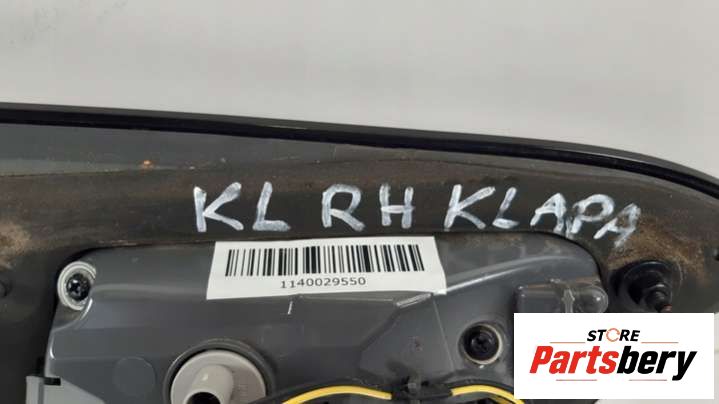 KL RH KLAPA
1140029550
STORE
Partsbery